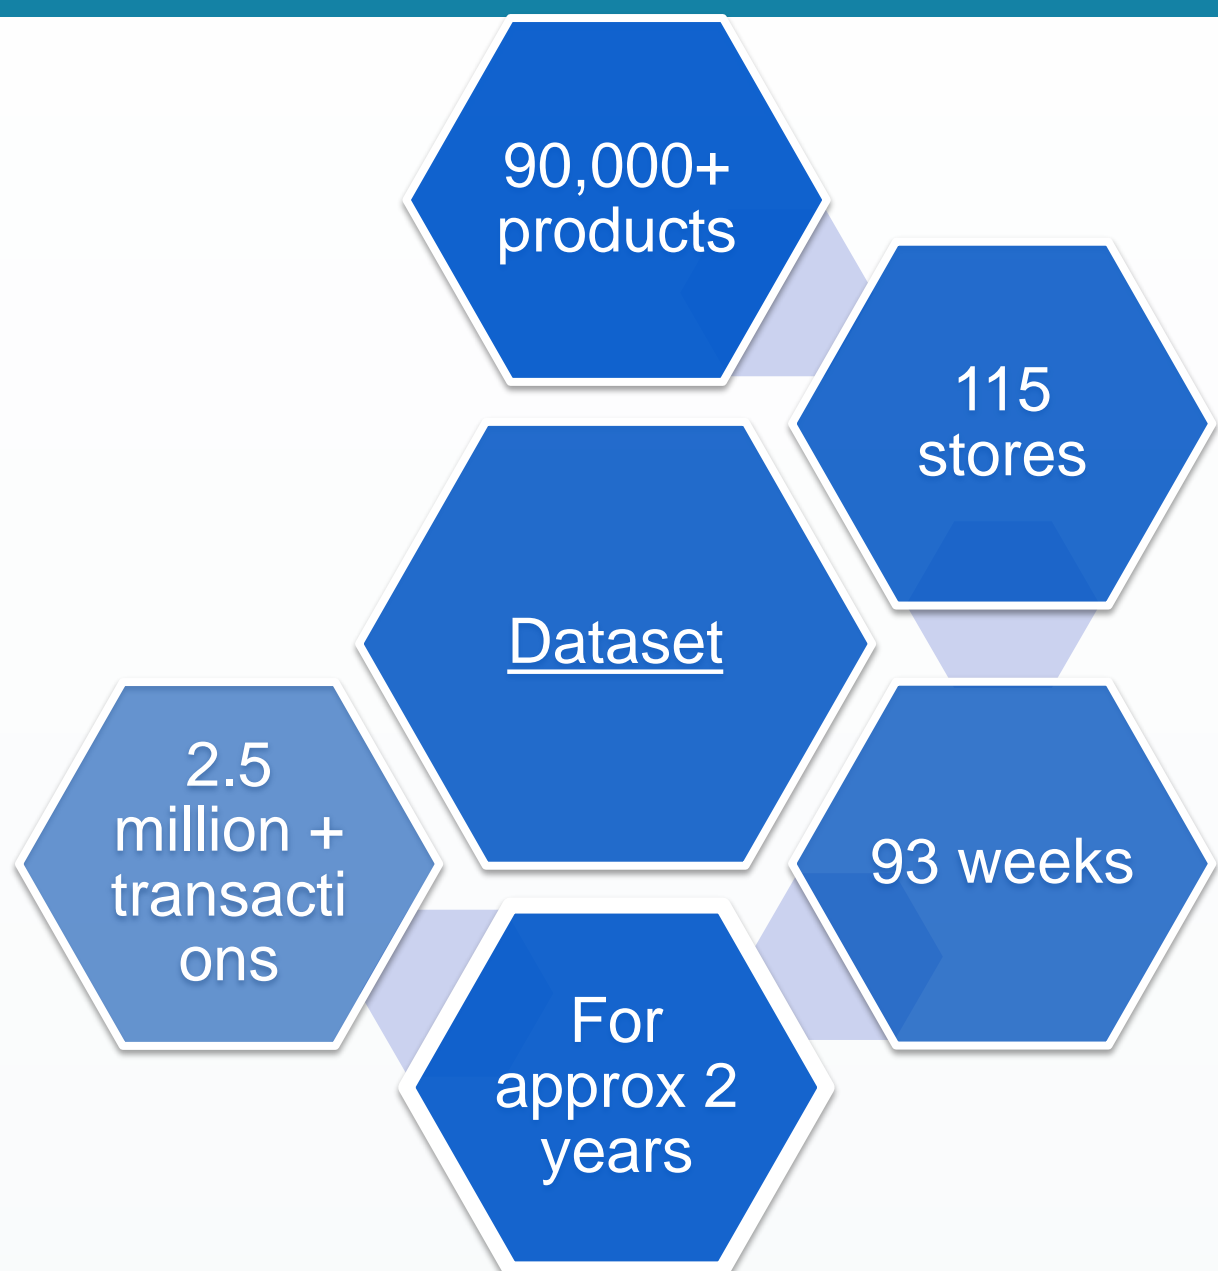 90,000+
products
115
stores
Dataset
93 weeks
For
approx 2
years
2.5
million +
transacti
ons